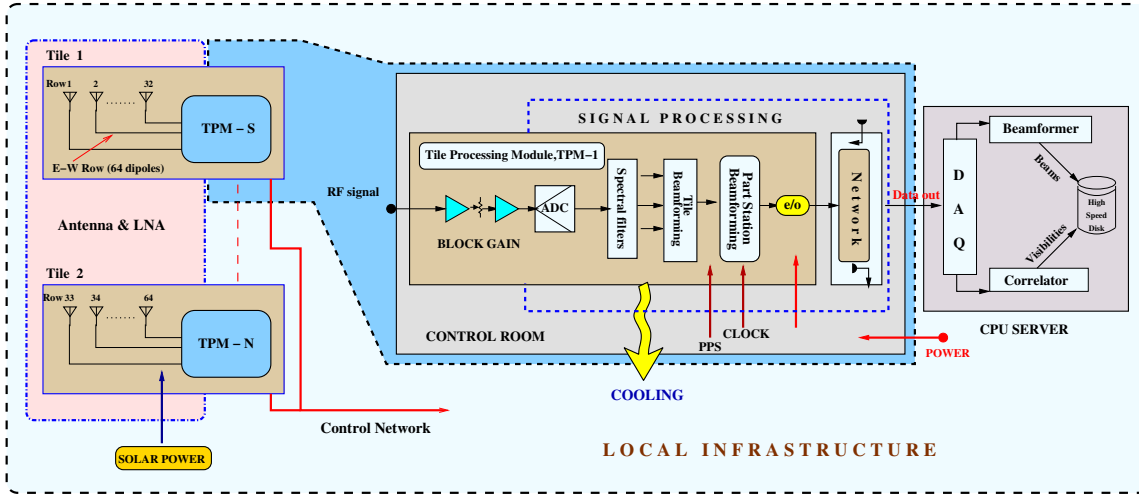 Tile 1
Row 1 2 32
TPM – S
E–W Row (64 dipoles)
Antenna & LNA
Tile 2
Row 33 34 64
TPM – N
SOLAR POWER
Control Network
SIGNAL PROCESSING
Tile Processing Module,TPM–1
RF signal
BLOCK GAIN
ADC
Spectral filters
Tile
Beamforming
Part Station
Beamforming
e/o
Network
Data out
CONTROL ROOM
PPS
CLOCK
COOLING
POWER
DAQ
Beamformer
Beams
High
Speed
Disk
Visibilities
Correlator
CPU SERVER
LOCAL INFRASTRUCTURE